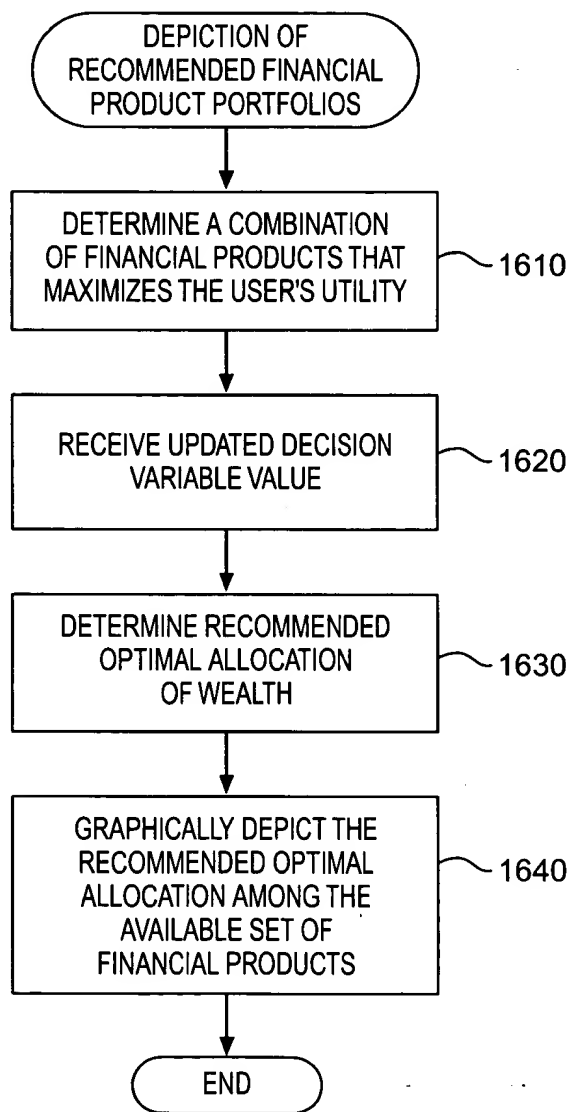 DEPICTION OF
RECOMMENDED FINANCIAL
PRODUCT PORTFOLIOS
DETERMINE A COMBINATION
OF FINANCIAL PRODUCTS THAT
MAXIMIZES THE USER'S UTILITY
1610
RECEIVE UPDATED DECISION
VARIABLE VALUE
1620
DETERMINE RECOMMENDED
OPTIMAL ALLOCATION
OF WEALTH
1630
GRAPHICALLY DEPICT THE
RECOMMENDED OPTIMAL
ALLOCATION AMONG THE
AVAILABLE SET OF
FINANCIAL PRODUCTS
1640
END